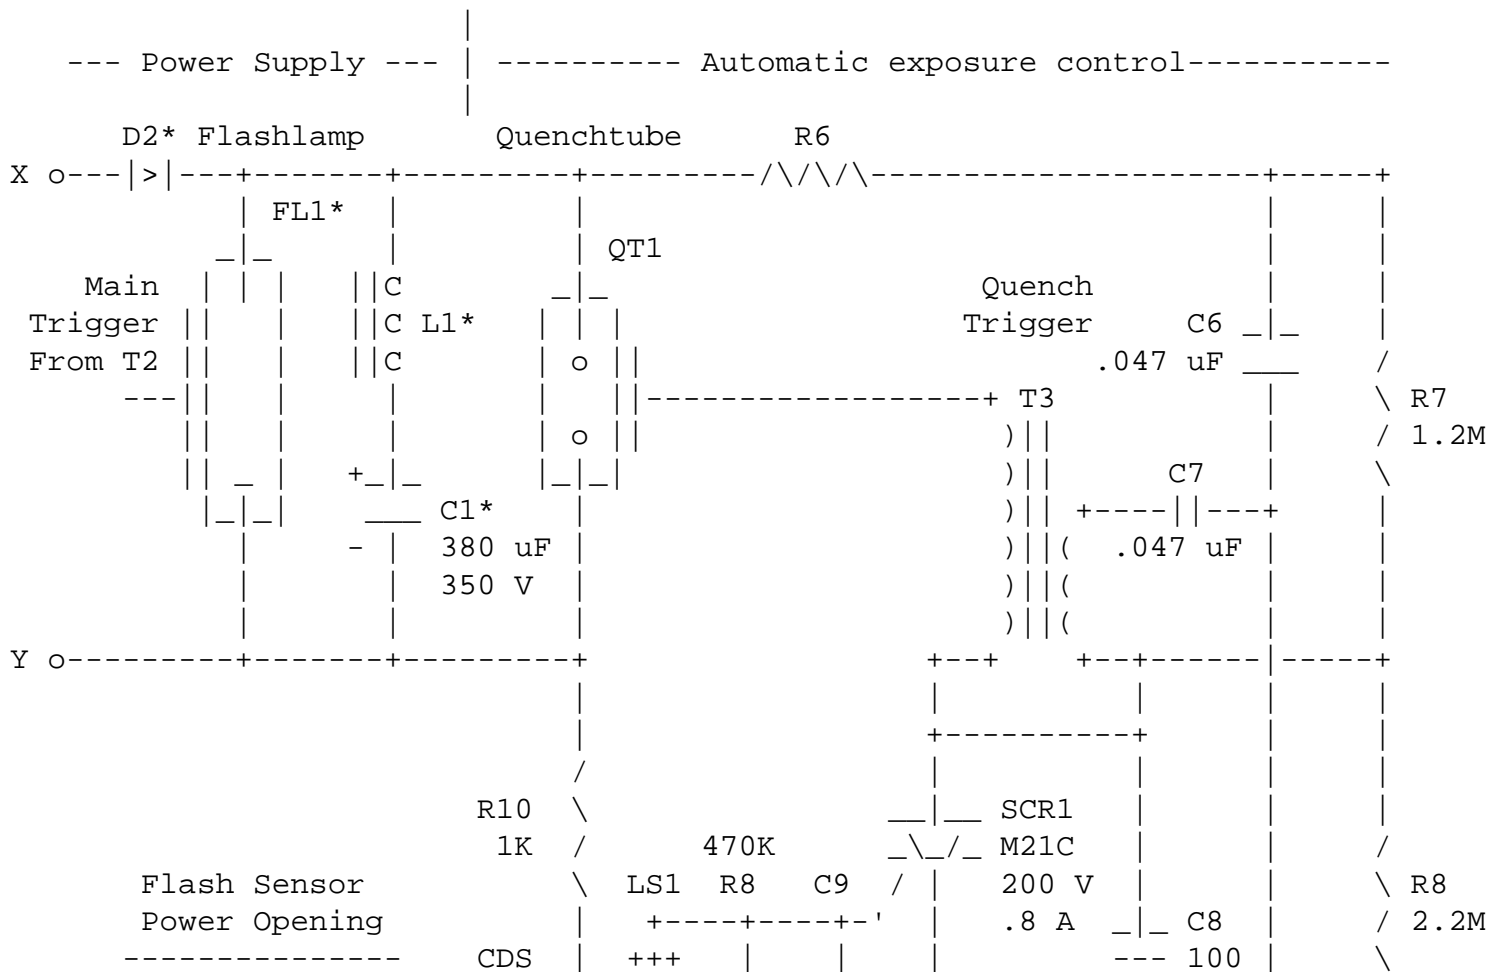 --- Power Supply --- | ---------- Automatic exposure control-----------
D2* Flashlamp Quenchtube R6
X o---|>|---+-------+---------+---------/\/\/\---------------------+-----+
FL1*
QT1
Main ||C Quench
Trigger ||C L1* Trigger C6
From T2 ||C o .047 uF
T3 R7
o 1.2M
+ C7
C1*
- 380 uF .047 uF
350 V
Y o---------+-------+---------+ +--+ +--+------|-----+
R10 SCR1
1K 470K M21C
Flash Sensor LS1 R8 C9 200 V R8
Power Opening .8 A C8 2.2M
--------------- CDS +++ --- 100